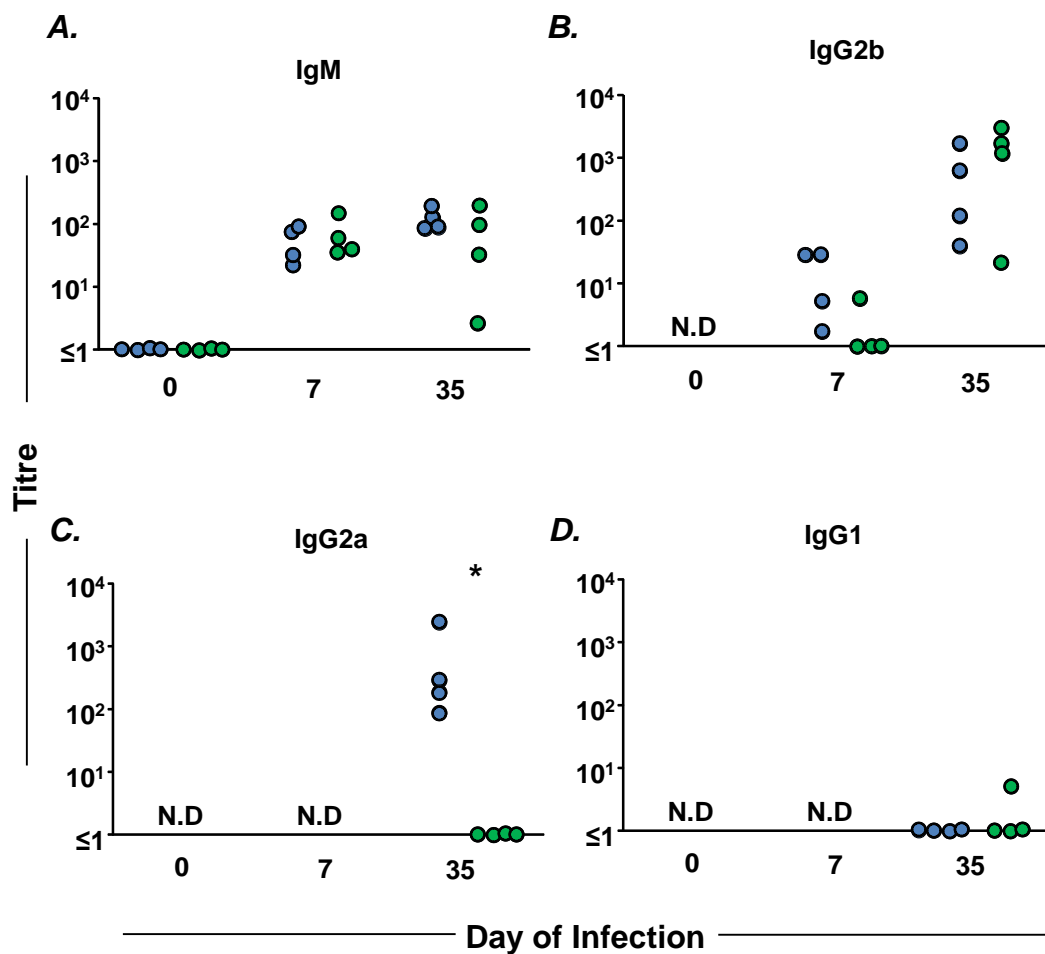 A.
IgM
10⁴
10³
10²
10¹
≤1
0 7 35
B.
IgG2b
10⁴
10³
10²
10¹
≤1
N.D
0 7 35
Titre
C.
IgG2a
*
10⁴
10³
10²
10¹
≤1
N.D N.D
0 7 35
D.
IgG1
10⁴
10³
10²
10¹
≤1
N.D N.D
0 7 35
Day of Infection